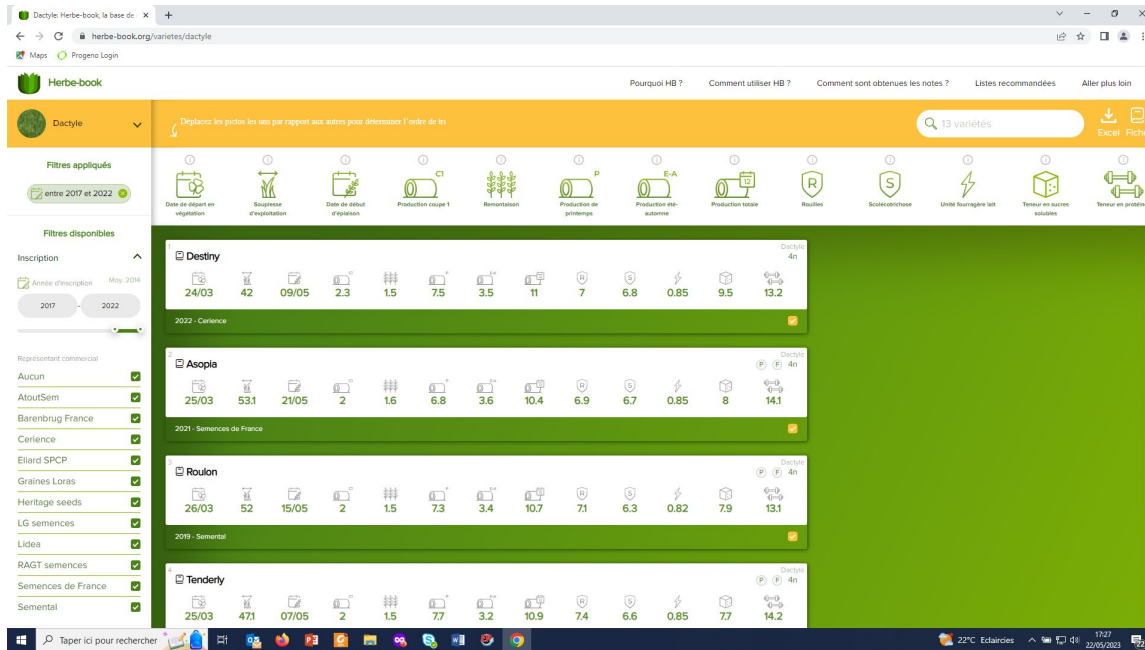 Dactyle: Herbe-book, la base de
herbe-book.org/varietes/dactyle
Maps Progeno Login
Herbe-book
Pourquoi HB ? Comment utiliser HB ? Comment sont obtenues les notes ? Listes recommandées Aller plus loin
Dactyle
Déplacez les pictos les uns par rapport aux autres pour déterminer l'ordre de tri
13 variétés
Excel Fiche
Filtres appliqués
entre 2017 et 2022
Filtres disponibles
Inscription
Année d'inscription Moy. 2014
2017 - 2022
Représentant commercial
Aucun
AtoutSem
Barenbrug France
Cerience
Eliard SPCP
Graines Loras
Heritage seeds
LG semences
Lidea
RAGT semences
Semences de France
Semental
C1 P E-A 12 R S
Date de départ en végétation
Souplesse d'exploitation
Date de début d'épiaison
Production coupe 1
Remontaison
Production de printemps
Production été-automne
Production totale
Rouilles
Scolécotrichose
Unité fourragère lait
Teneur en sucres solubles
Teneur en protéin
1 Dactyle
Destiny 4n
24/03 42 09/05 2.3 1.5 7.5 3.5 11 7 6.8 0.85 9.5 13.2
2022 - Cerience
2 Dactyle
Asopia P F 4n
25/03 53.1 21/05 2 1.6 6.8 3.6 10.4 6.9 6.7 0.85 8 14.1
2021 - Semences de France
3 Dactyle
Roulon P F 4n
26/03 52 15/05 2 1.5 7.3 3.4 10.7 7.1 6.3 0.82 7.9 13.1
2019 - Semental
4 Dactyle
Tenderly P F 4n
25/03 47.1 07/05 2 1.5 7.7 3.2 10.9 7.4 6.6 0.85 7.7 14.2
Taper ici pour rechercher
22°C Eclaircies
17:27
22/05/2023